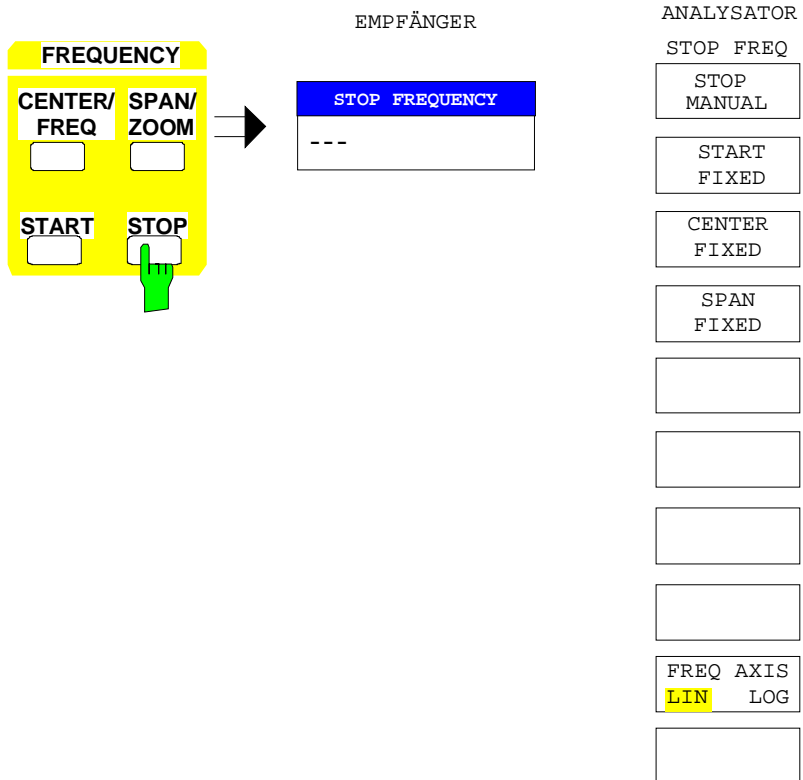 FREQUENCY
CENTER/ SPAN/
FREQ ZOOM
START STOP
EMPFÄNGER
STOP FREQUENCY
---
ANALYSATOR
STOP FREQ
STOP
MANUAL
START
FIXED
CENTER
FIXED
SPAN
FIXED
FREQ AXIS
LIN LOG